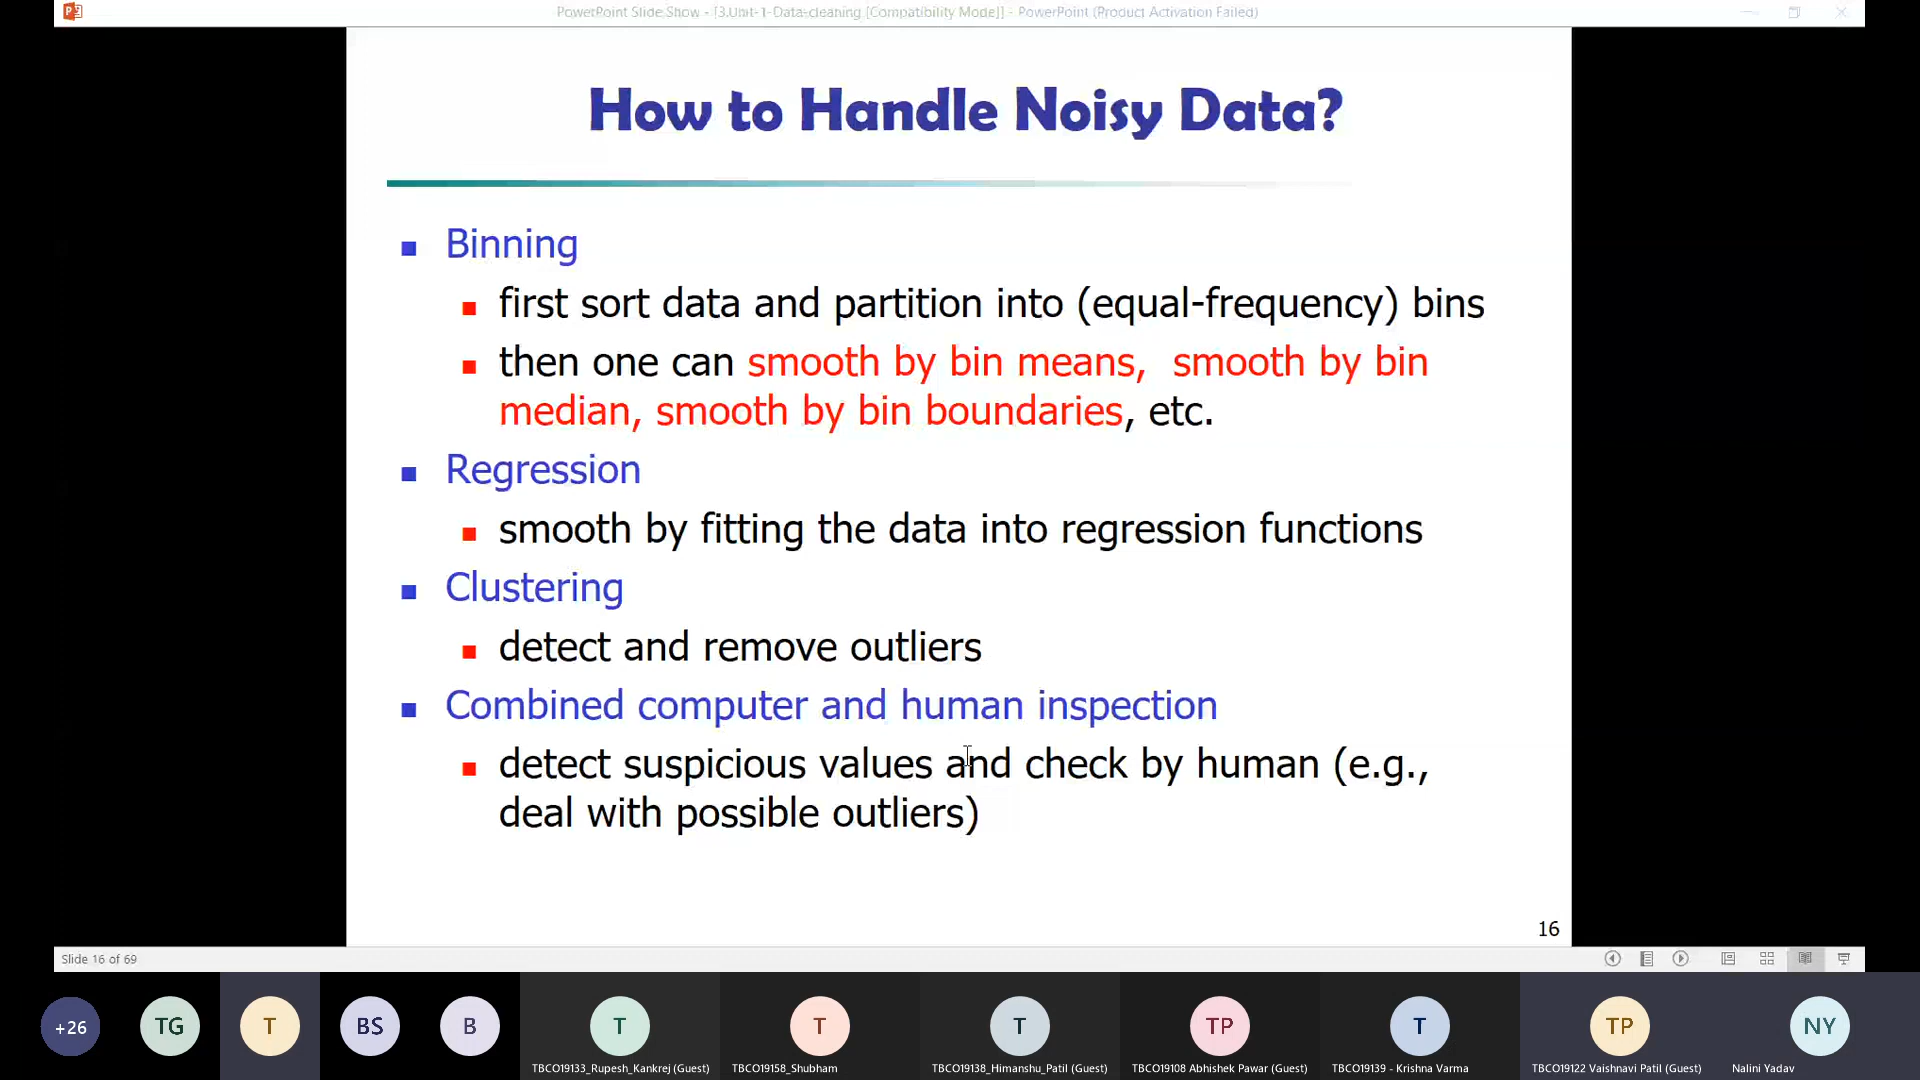 PowerPoint Slide Show - [3.Unit-1-Data-cleaning [Compatibility Mode]] - PowerPoint (Product Activation Failed)
How to Handle Noisy Data?
Binning
first sort data and partition into (equal-frequency) bins
then one can smooth by bin means, smooth by bin
median, smooth by bin boundaries, etc.
Regression
smooth by fitting the data into regression functions
Clustering
detect and remove outliers
Combined computer and human inspection
detect suspicious values and check by human (e.g.,
deal with possible outliers)
16
Slide 16 of 69
+26
TG
T
BS
B
T
T
T
TP
T
TP
NY
TBCO19133_Rupesh_Kankrej (Guest)
TBCO19158_Shubham
TBCO19138_Himanshu_Patil (Guest)
TBCO19108 Abhishek Pawar (Guest)
TBCO19139 - Krishna Varma
TBCO19122 Vaishnavi Patil (Guest)
Nalini Yadav